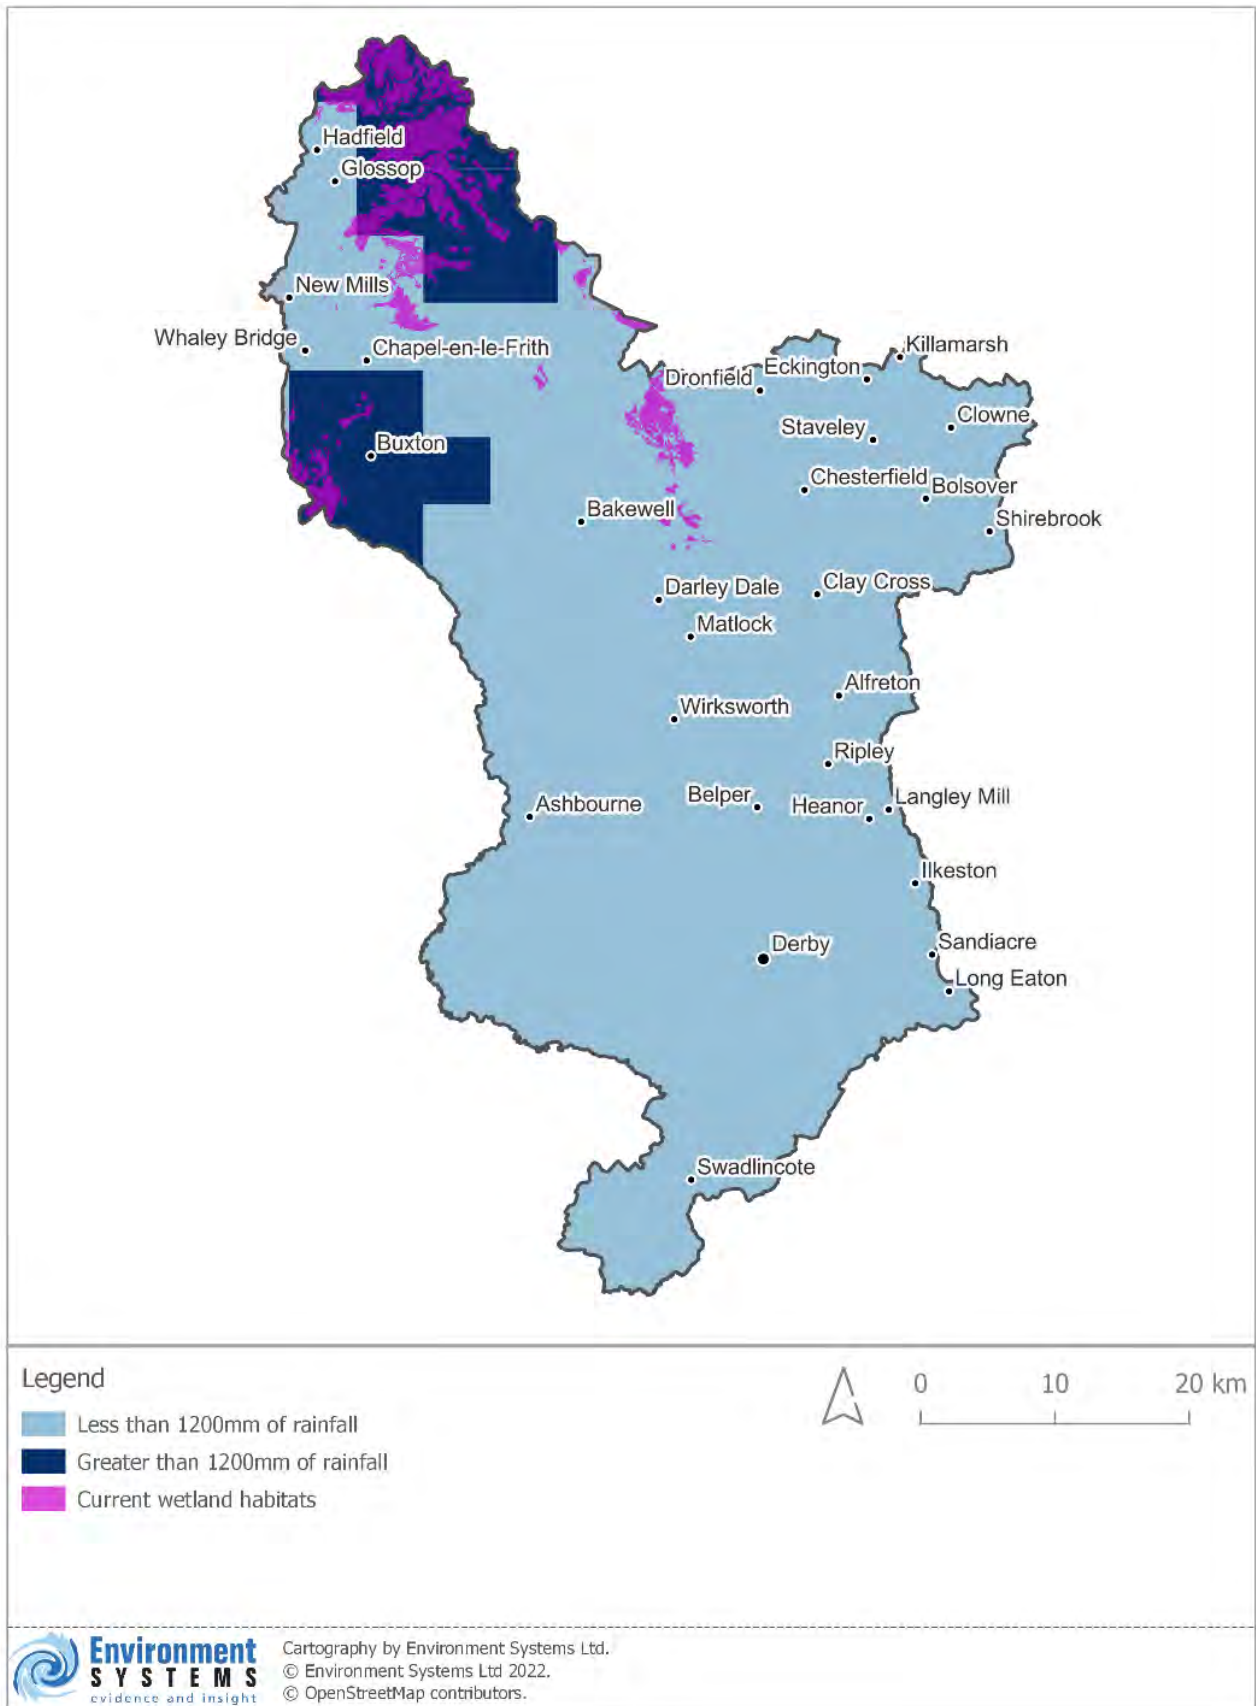 Hadfield
Glossop
New Mills
Whaley Bridge
Chapel-en-le-Frith
Killamarsh
Eckington
Dronfield
Clowne
Staveley
Buxton
Chesterfield
Bolsover
Bakewell
Shirebrook
Darley Dale
Clay Cross
Matlock
Alfreton
Wirksworth
Ripley
Ashbourne
Belper
Heanor
Langley Mill
Ilkeston
Derby
Sandiacre
Long Eaton
Swadlincote
Legend
0 10 20 km
Less than 1200mm of rainfall
Greater than 1200mm of rainfall
Current wetland habitats
Environment
SYSTEMS
evidence and insight
Cartography by Environment Systems Ltd.
© Environment Systems Ltd 2022.
© OpenStreetMap contributors.